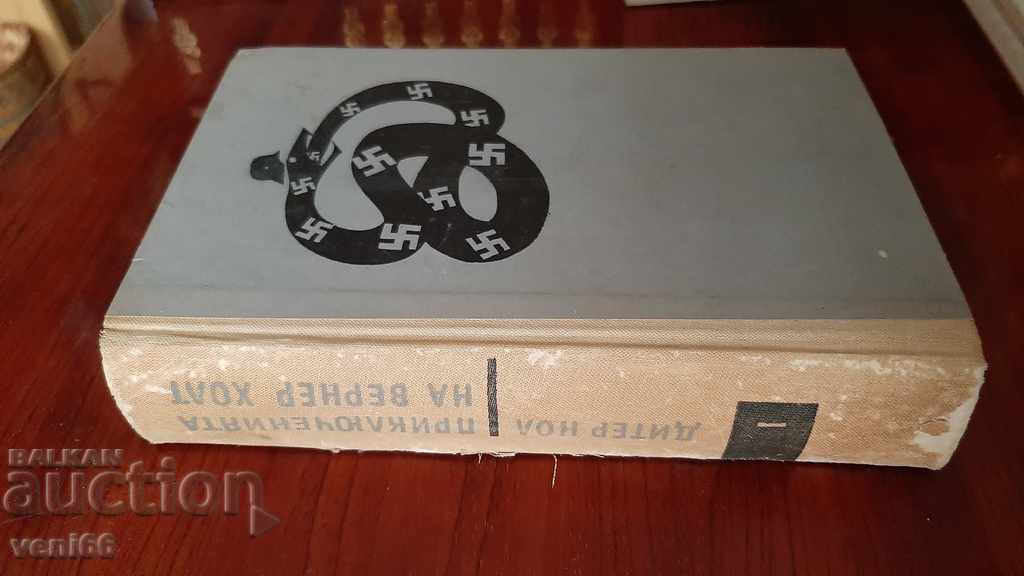 ДИТЕР НОЛ
ПРИКЛЮЧЕНИЯТА
НА ВЕРНЕР ХОЛТ
I
BALKAN
auction
veni66